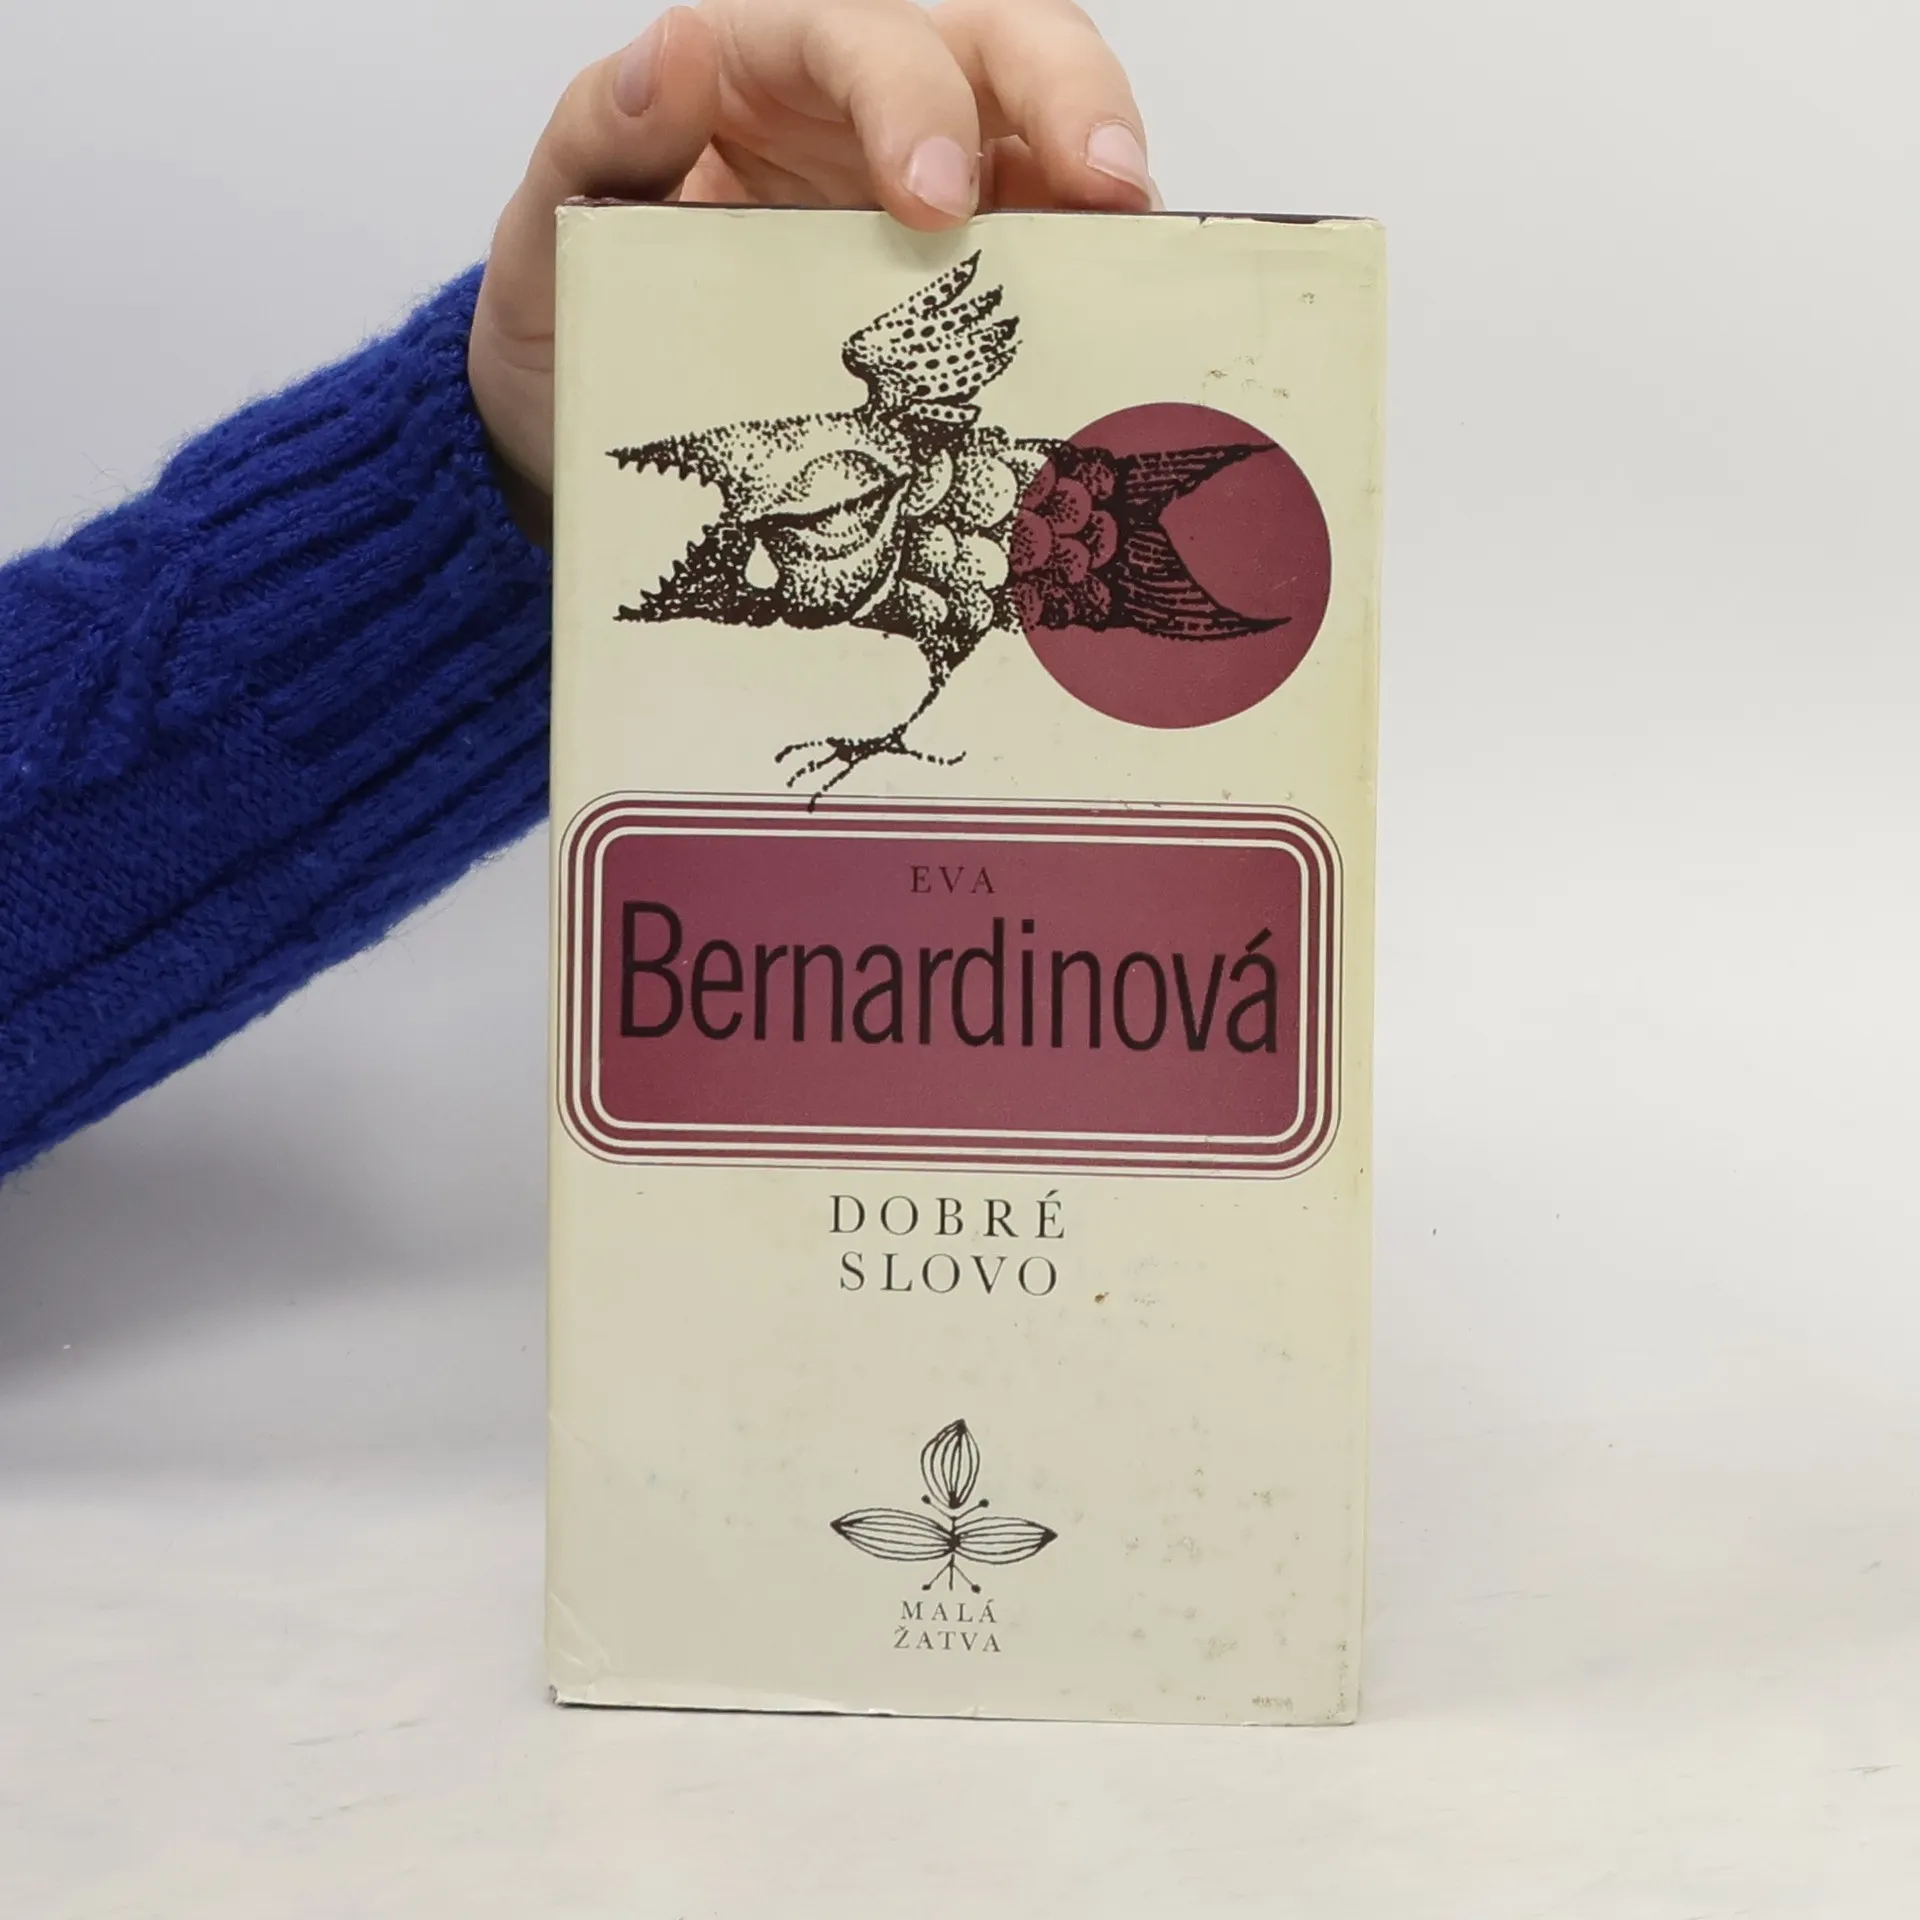 EVA
Bernardinová
DOBRÉ
SLOVO
MALÁ
ŽATVA